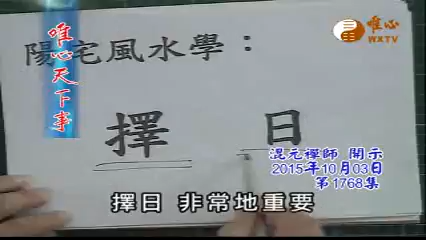 唯心
WXTV
陽宅風水學：
唯心天下事
擇日
混元禪師 開示
2015年10月03日
第1768集
擇日 非常地重要